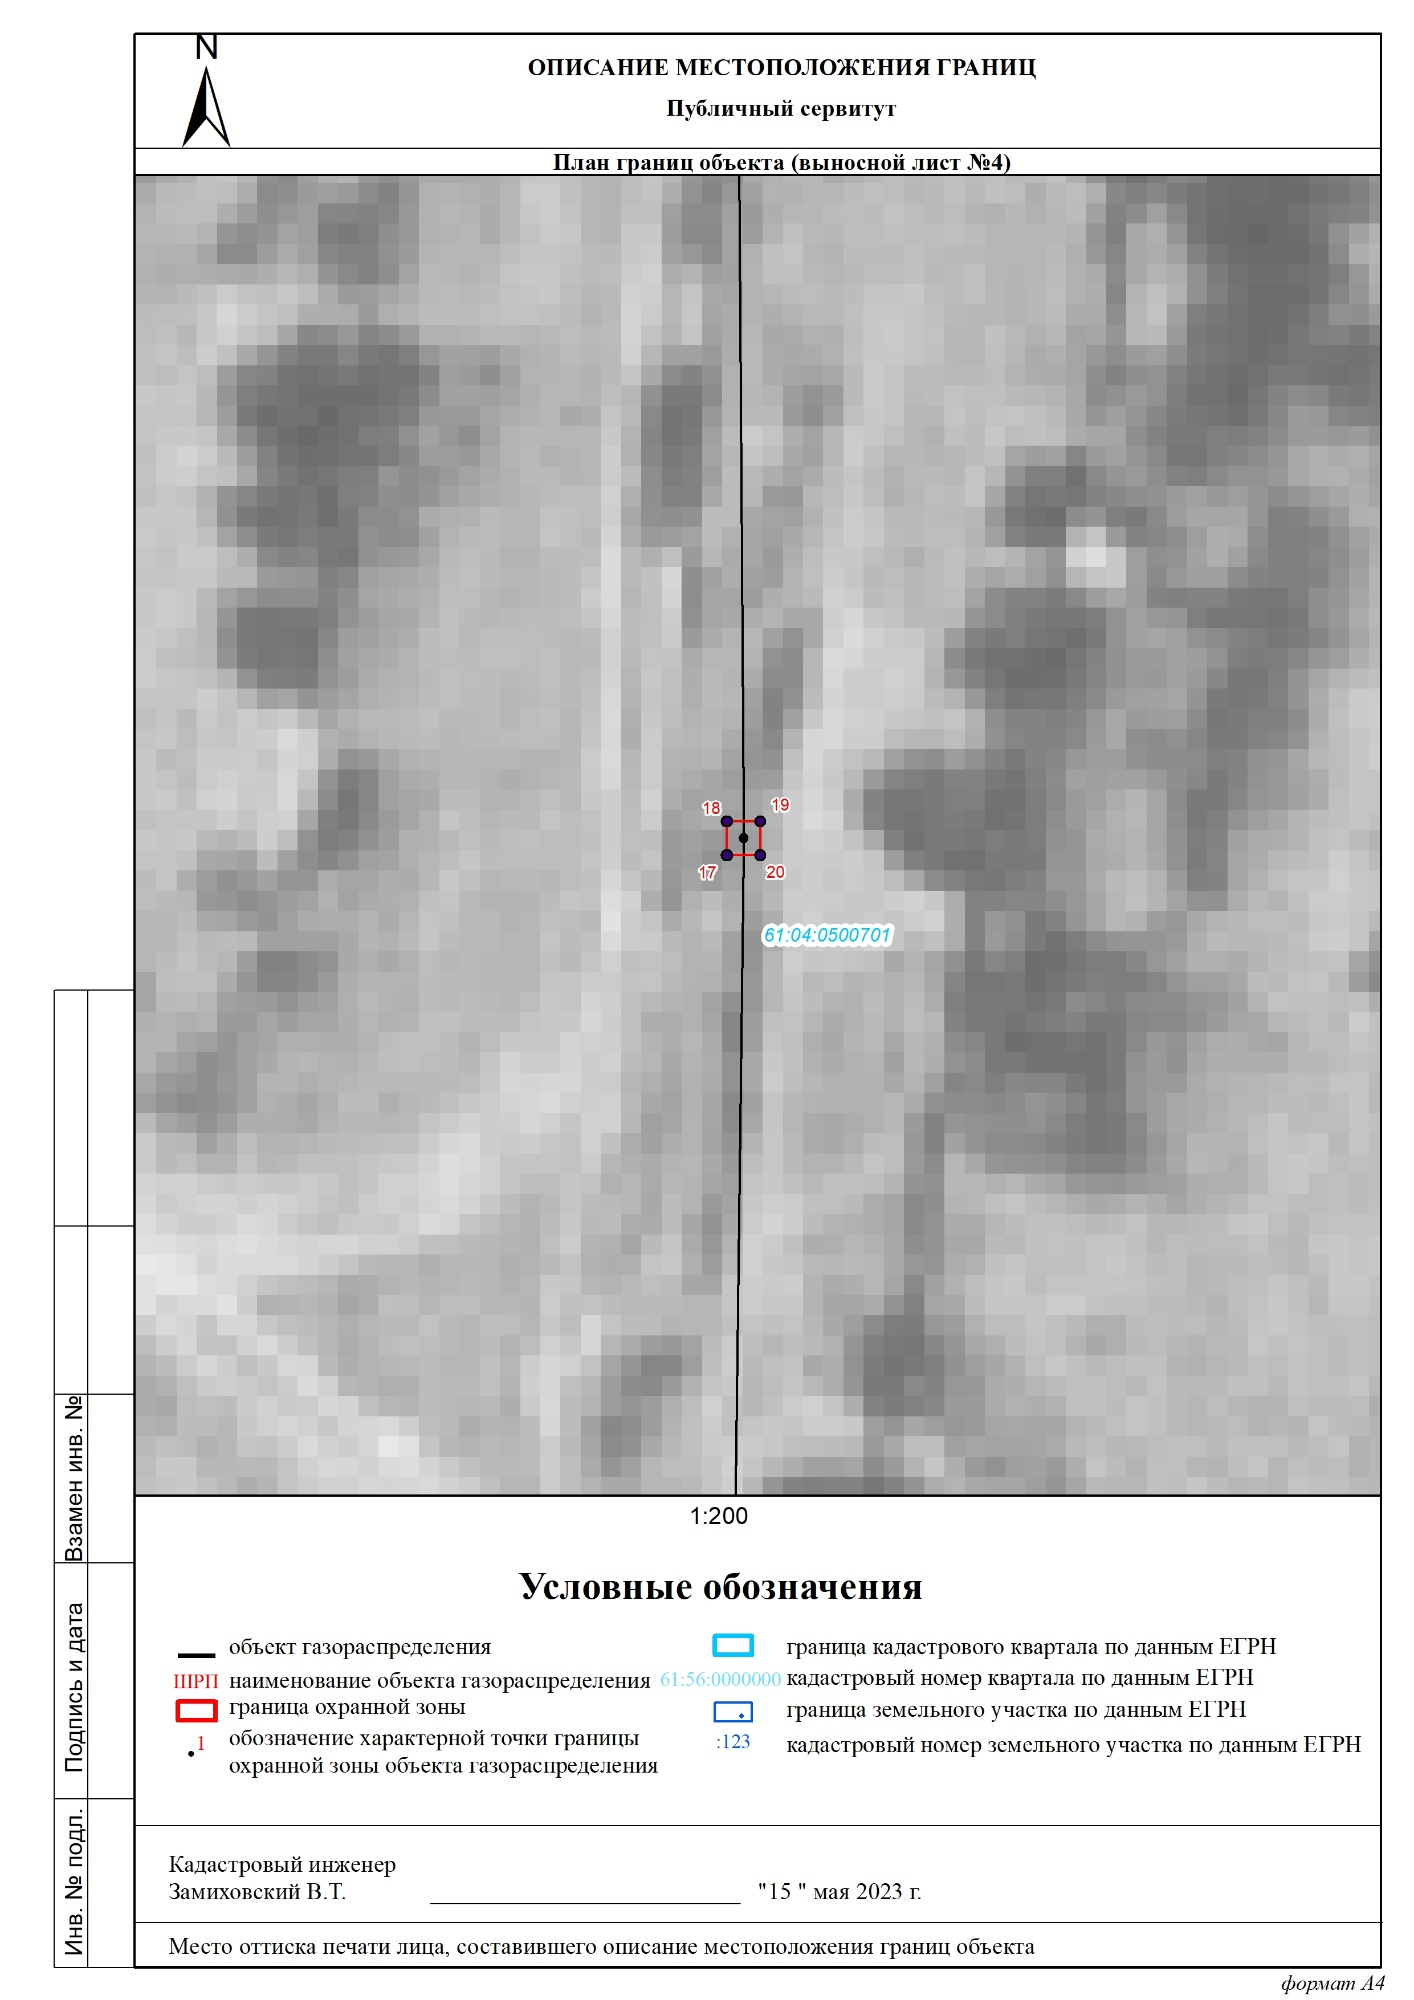 N
ОПИСАНИЕ МЕСТОПОЛОЖЕНИЯ ГРАНИЦ
Публичный сервитут
План границ объекта (выносной лист №4)
18
19
17
20
61:04:0500701
1:200
Условные обозначения
объект газораспределения
ШРП наименование объекта газораспределения
граница охранной зоны
1 обозначение характерной точки границы
охранной зоны объекта газораспределения
граница кадастрового квартала по данным ЕГРН
61:56:0000000 кадастровый номер квартала по данным ЕГРН
граница земельного участка по данным ЕГРН
:123 кадастровый номер земельного участка по данным ЕГРН
Кадастровый инженер
Замиховский В.Т. "15 " мая 2023 г.
Место оттиска печати лица, составившего описание местоположения границ объекта
Взамен инв. №
Подпись и дата
Инв. № подл.
формат А4